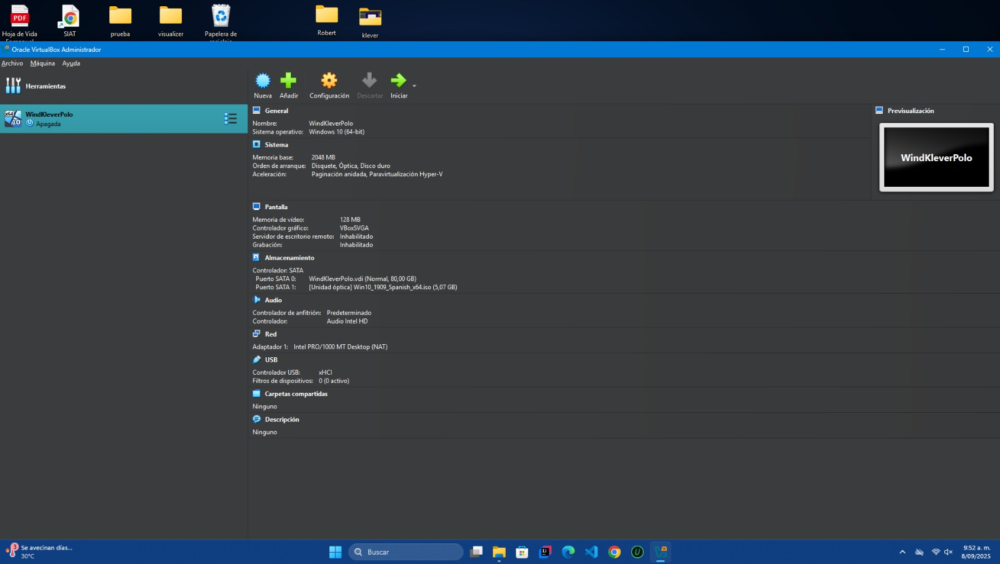 PDF
Hoja de Vida
SIAT
prueba
visualizer
Papelera de
Robert
klever
Oracle VirtualBox Administrador
Archivo Máquina Ayuda
Herramientas
Nueva Añadir Configuración Descartar Iniciar
x64
10
WindKleverPolo
Apagada
General
Nombre: WindKleverPolo
Sistema operativo: Windows 10 (64-bit)
Previsualización
WindKleverPolo
Sistema
Memoria base: 2048 MB
Orden de arranque: Disquete, Óptica, Disco duro
Aceleración: Paginación anidada, Paravirtualización Hyper-V
Pantalla
Memoria de vídeo: 128 MB
Controlador gráfico: VBoxSVGA
Servidor de escritorio remoto: Inhabilitado
Grabación: Inhabilitado
Almacenamiento
Controlador: SATA
Puerto SATA 0: WindKleverPolo.vdi (Normal, 80,00 GB)
Puerto SATA 1: [Unidad óptica] Win10_1909_Spanish_x64.iso (5,07 GB)
Audio
Controlador de anfitrión: Predeterminado
Controlador: Audio Intel HD
Red
Adaptador 1: Intel PRO/1000 MT Desktop (NAT)
USB
Controlador USB: xHCI
Filtros de dispositivos: 0 (0 activo)
Carpetas compartidas
Ninguno
Descripción
Ninguno
3
Se avecinan días...
30°C
Buscar
9:52 a. m.
8/09/2025